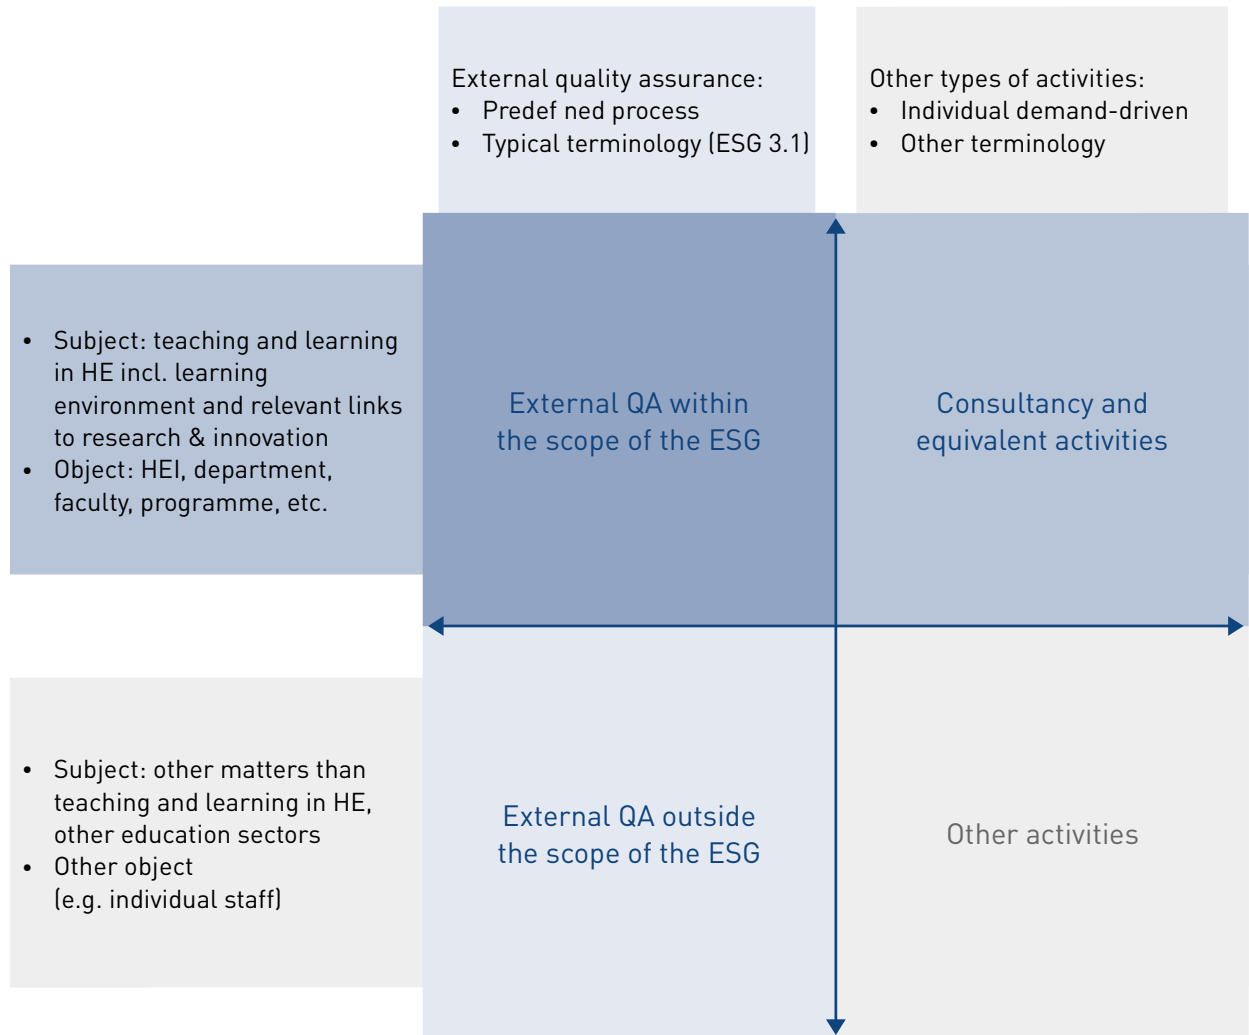 External quality assurance:
• Predef ned process
• Typical terminology (ESG 3.1)
Other types of activities:
• Individual demand-driven
• Other terminology
• Subject: teaching and learning
in HE incl. learning
environment and relevant links
to research & innovation
• Object: HEI, department,
faculty, programme, etc.
External QA within
the scope of the ESG
Consultancy and
equivalent activities
• Subject: other matters than
teaching and learning in HE,
other education sectors
• Other object
(e.g. individual staff)
External QA outside
the scope of the ESG
Other activities